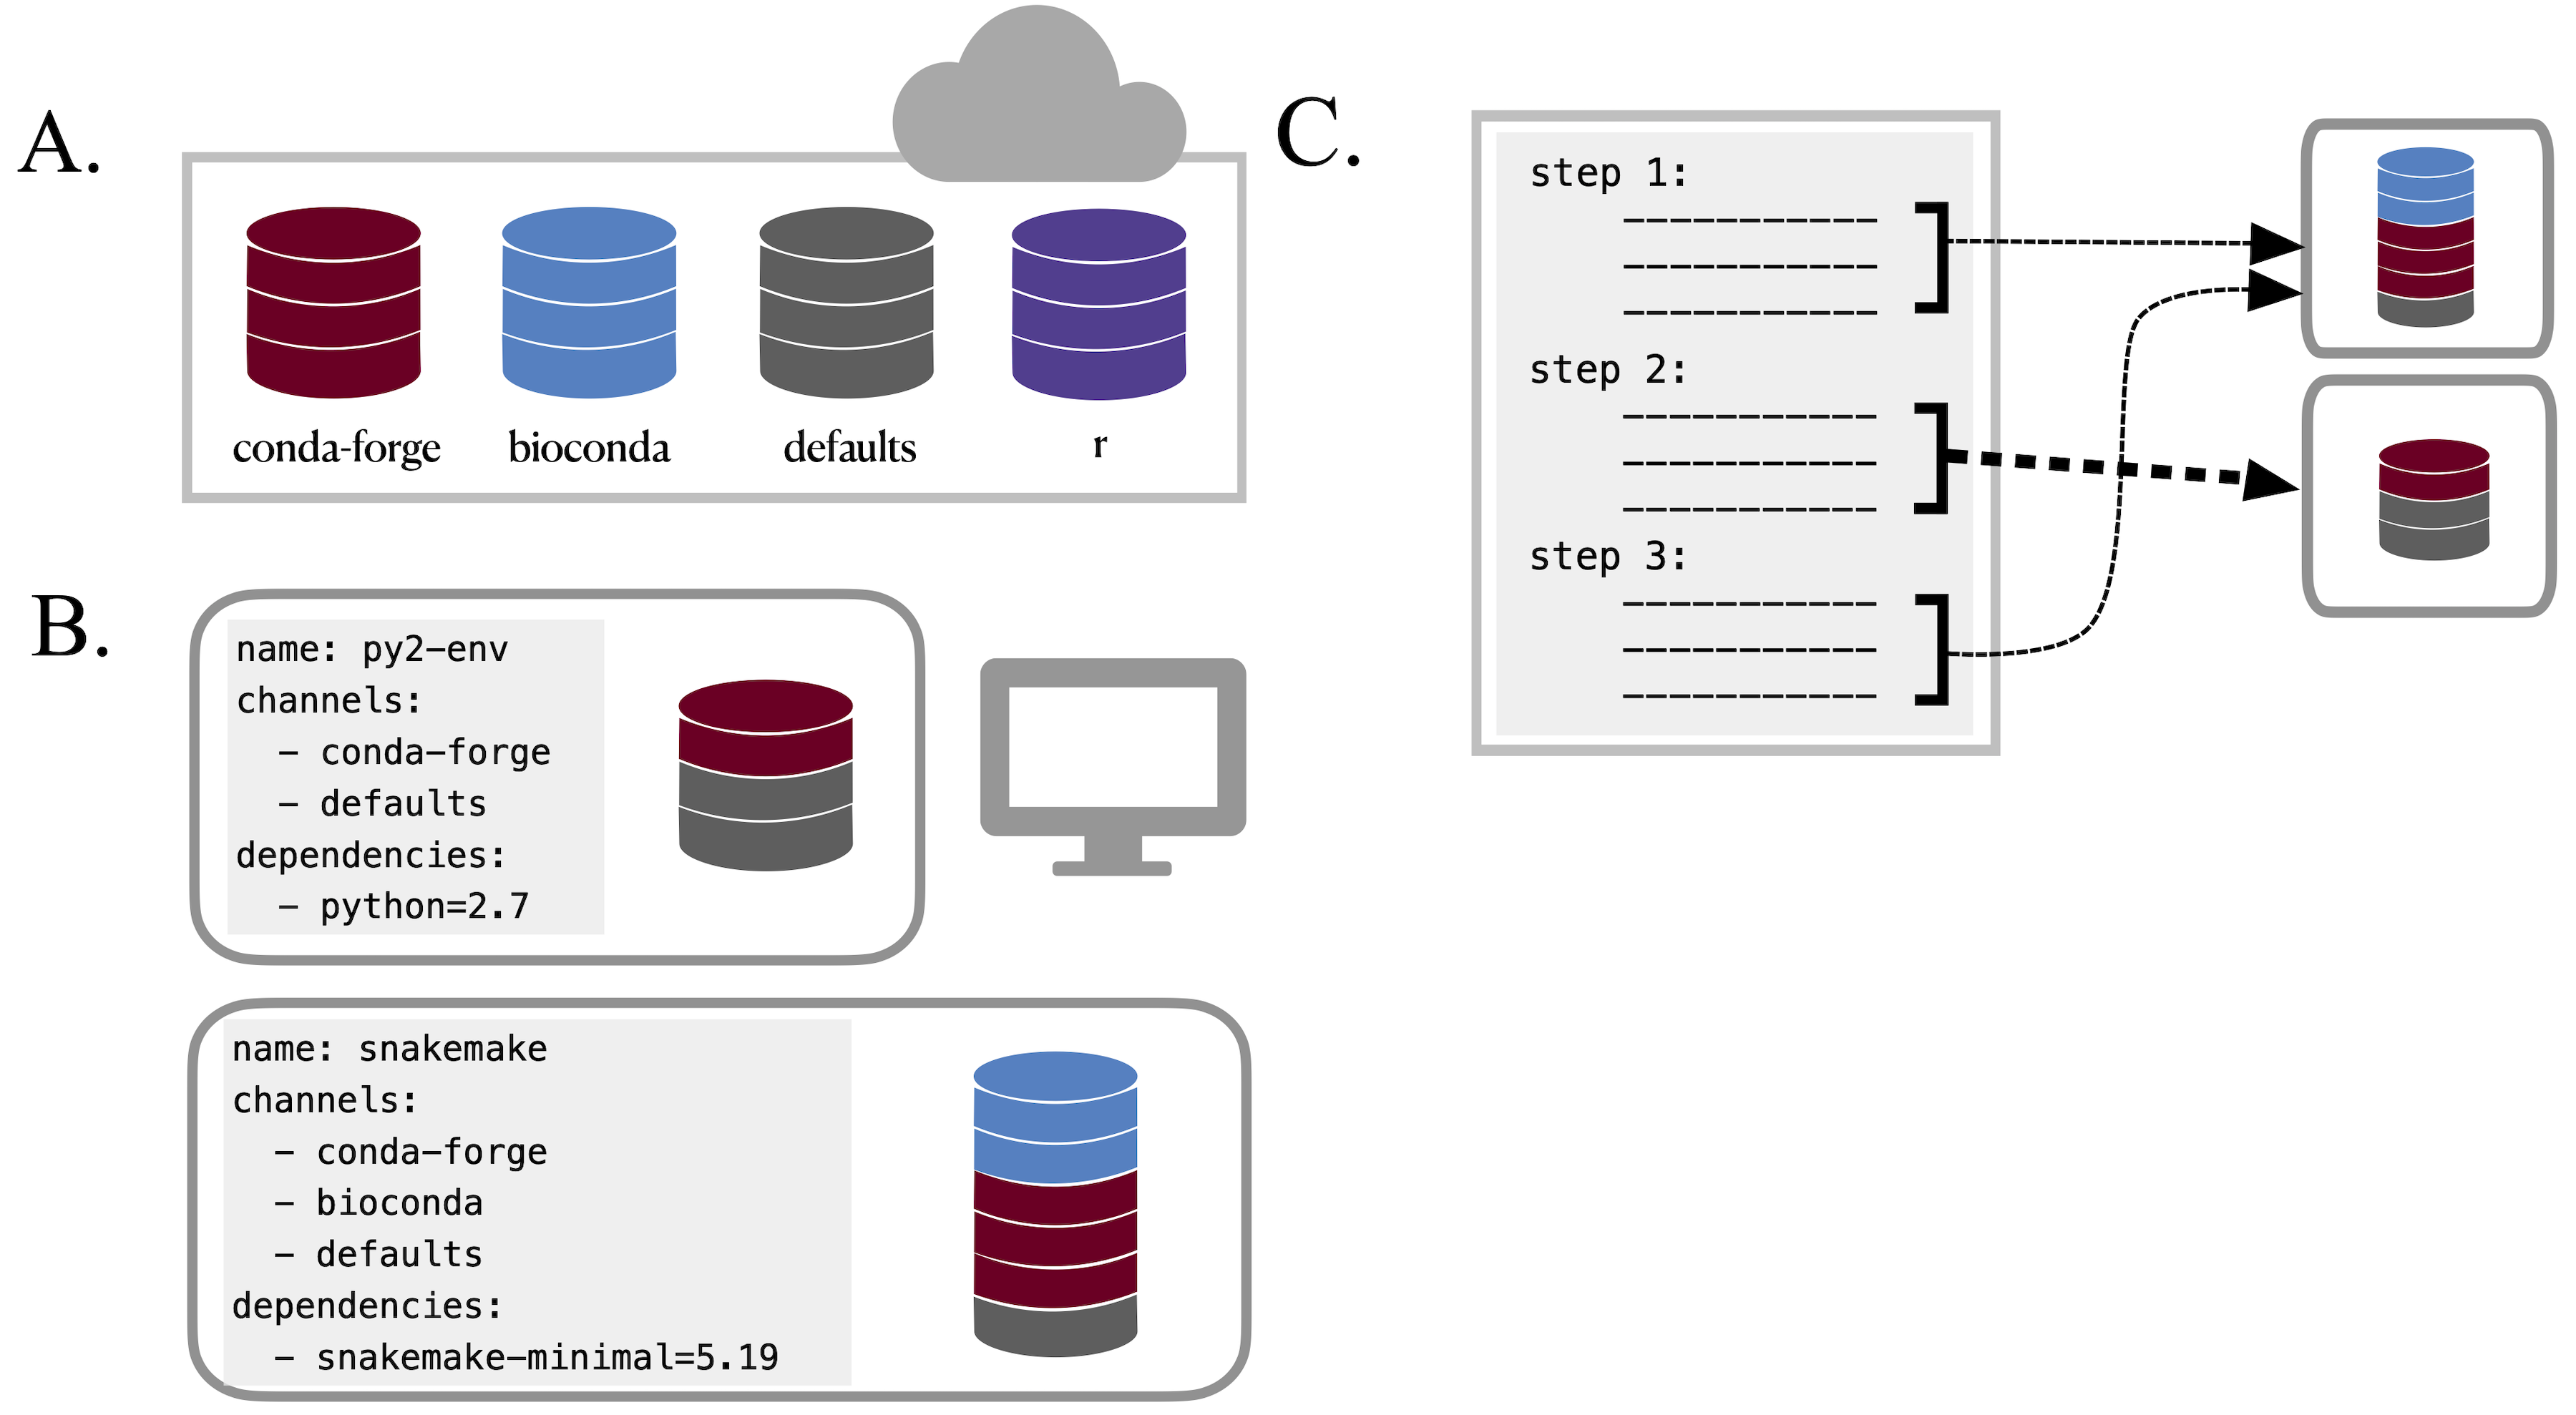 A.
conda-forge
bioconda
defaults
r
B.
name: py2-env
channels:
- conda-forge
- defaults
dependencies:
- python=2.7
name: snakemake
channels:
- conda-forge
- bioconda
- defaults
dependencies:
- snakemake-minimal=5.19
C.
step 1:
step 2:
step 3: